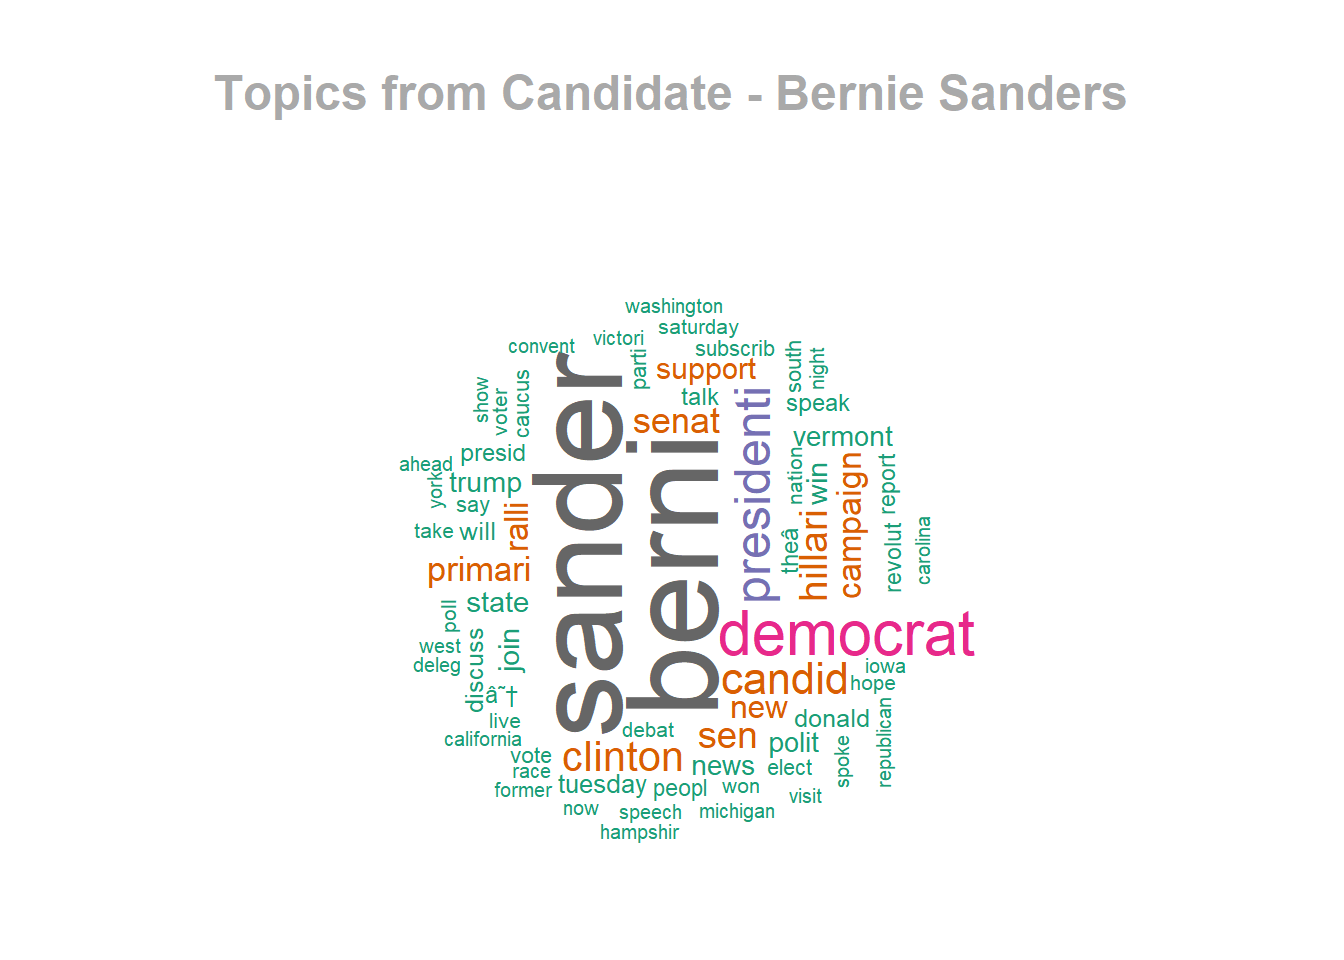 Topics from Candidate - Bernie Sanders
washington
saturday
victori
convent
subscrib
parti
south
night
support
show
voter
caucus
talk
speak
senat
sander
berni
presidenti
vermont
presid
ahead
york
trump
say
nation
win
campaign
report
ralli
take
will
theâ
hillari
revolut
carolina
primari
state
poll
democrat
west
deleg
discuss
join
candid
iowa
hope
â˜†
new
live
donald
debat
sen
california
clinton
polit
spoke
republican
vote
news
elect
race
former
tuesday
peopl
won
visit
now
speech
michigan
hampshir